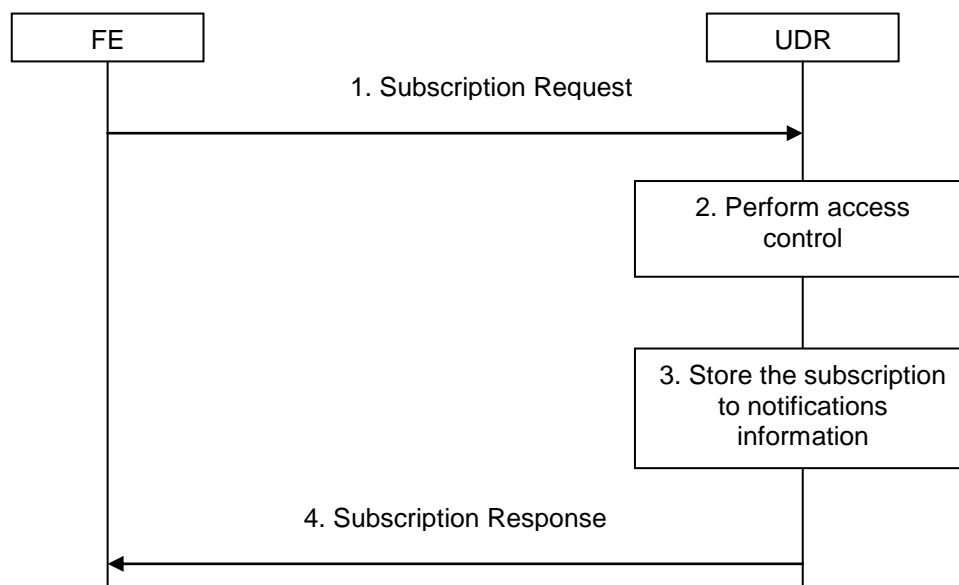 FE
UDR
1. Subscription Request
2. Perform access
control
3. Store the subscription
to notifications
information
4. Subscription Response